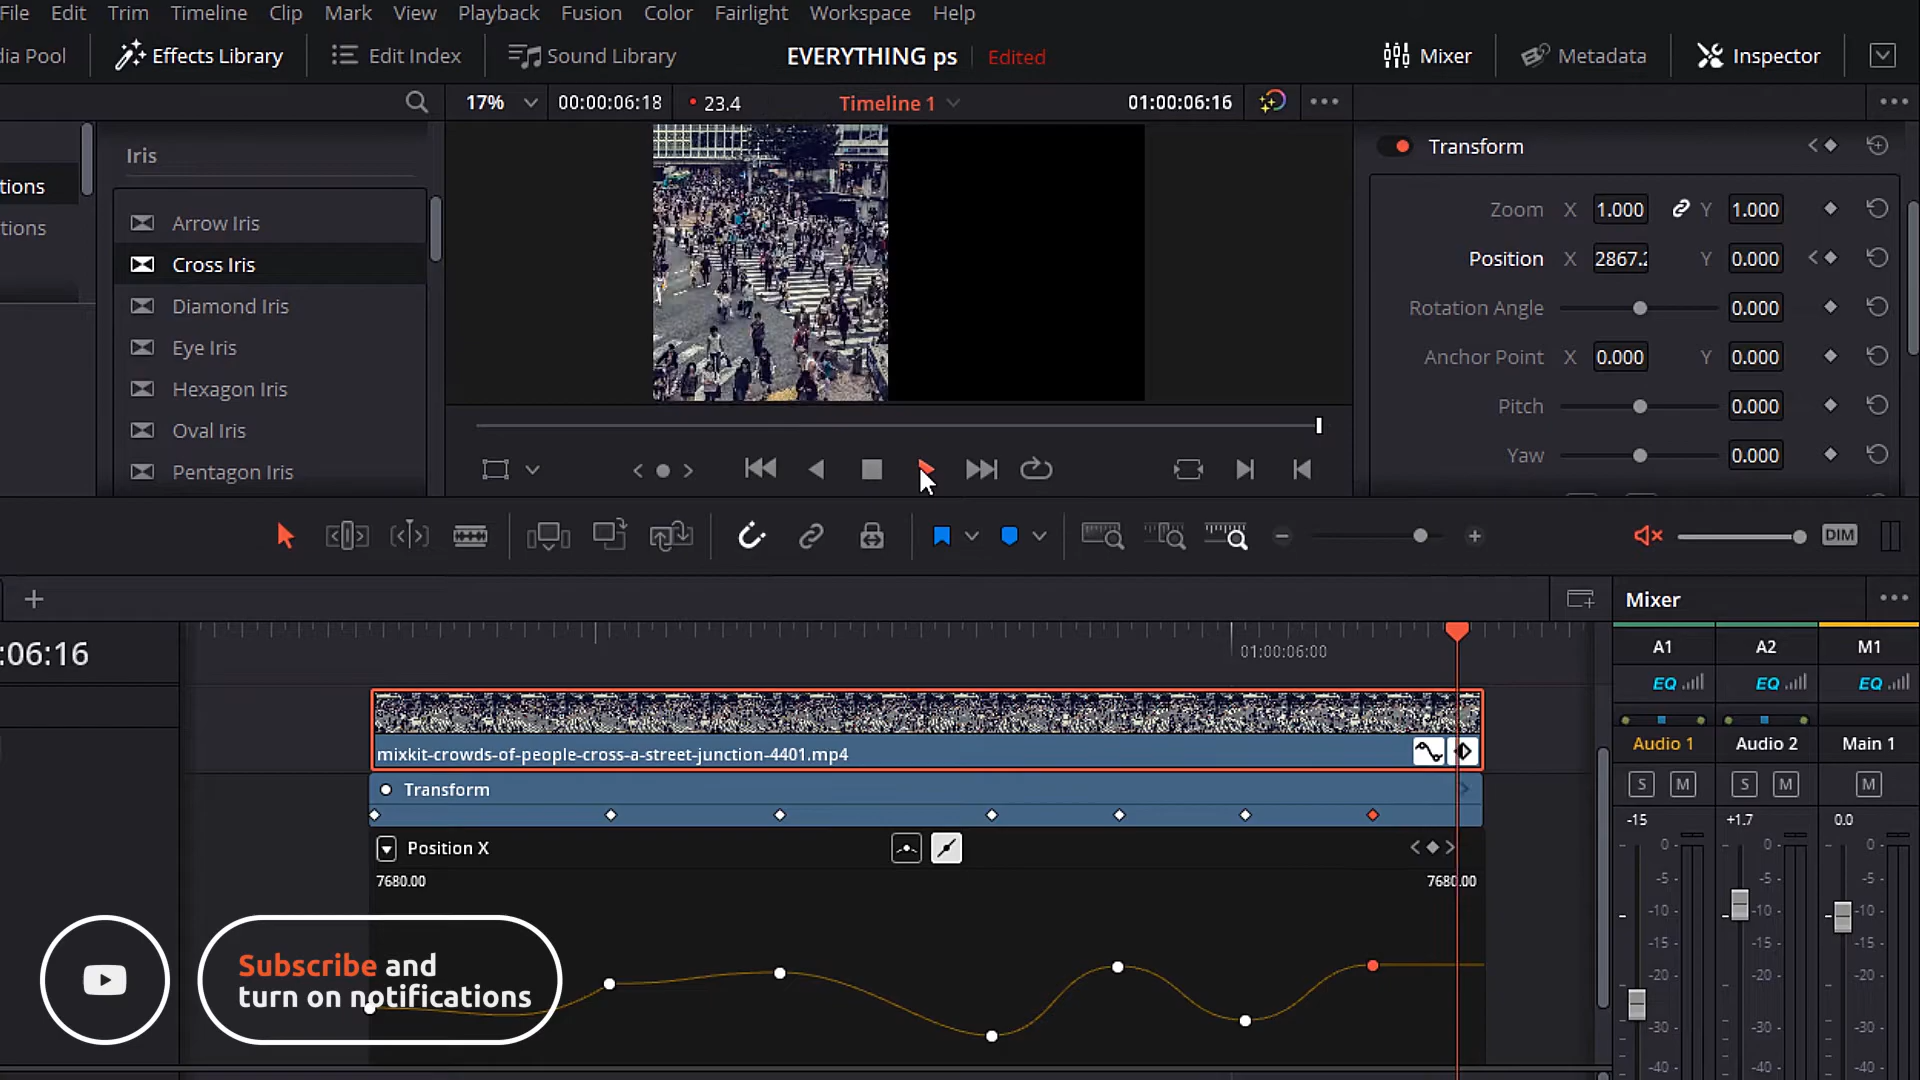 File Edit Trim Timeline Clip Mark View Playback Fusion Color Fairlight Workspace Help
dia Pool Effects Library Edit Index Sound Library EVERYTHING ps Edited Mixer Metadata Inspector
17% 00:00:06:18 23.4 Timeline 1 01:00:06:16
Iris
tions
tions
Arrow Iris
Cross Iris
Diamond Iris
Eye Iris
Hexagon Iris
Oval Iris
Pentagon Iris
Transform
Zoom X 1.000 Y 1.000
Position X 2867.2 Y 0.000
Rotation Angle 0.000
Anchor Point X 0.000 Y 0.000
Pitch 0.000
Yaw 0.000
DIM
Mixer
:06:16
01:00:06:00
A1 A2 M1
EQ EQ EQ
mixkit-crowds-of-people-cross-a-street-junction-4401.mp4
Audio 1 Audio 2 Main 1
S M S M M
Transform
-15 +1.7 0.0
Position X
7680.00 7680.00
0 0 0
-5 -5 -5
-10 -10 -10
-15 -15 -15
-20 -20 -20
-30 -30 -30
-40 -40 -40
Subscribe and
turn on notifications